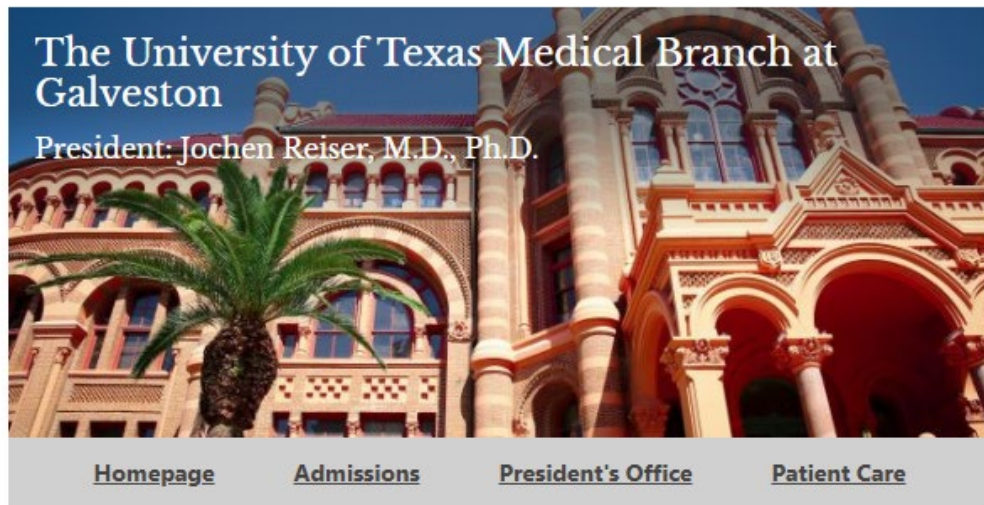 The University of Texas Medical Branch at
Galveston
President: Jochen Reiser, M.D., Ph.D.
Homepage Admissions President's Office Patient Care